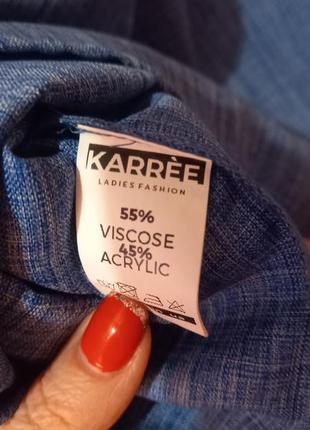 KARRÈE
LADIES FASHION
55%
VISCOSE
45%
ACRYLIC